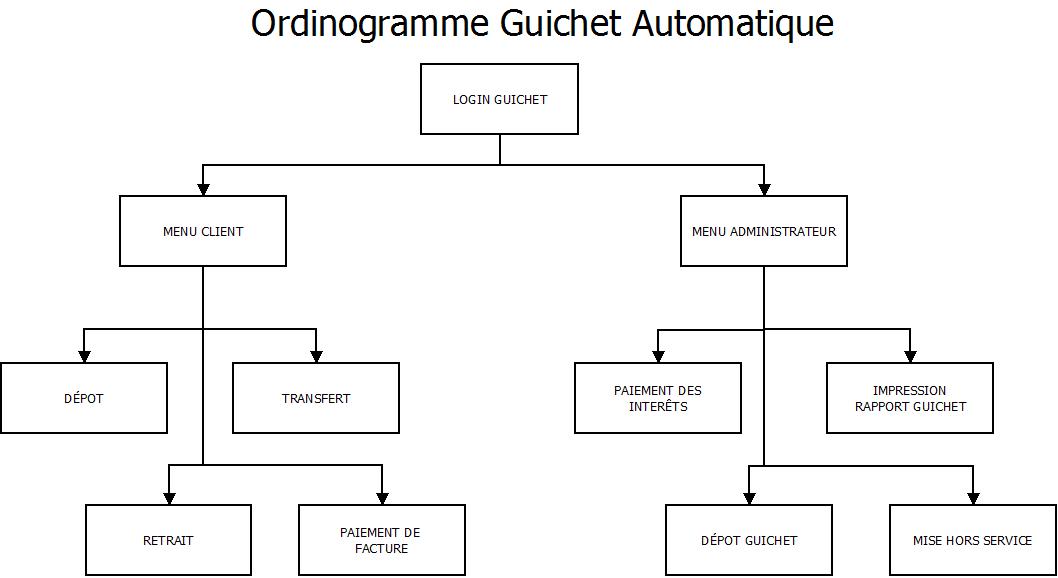 Ordinogramme Guichet Automatique
LOGIN GUICHET
MENU CLIENT
MENU ADMINISTRATEUR
DÉPOT
TRANSFERT
PAIEMENT DES
INTERÊTS
IMPRESSION
RAPPORT GUICHET
RETRAIT
PAIEMENT DE
FACTURE
DÉPOT GUICHET
MISE HORS SERVICE